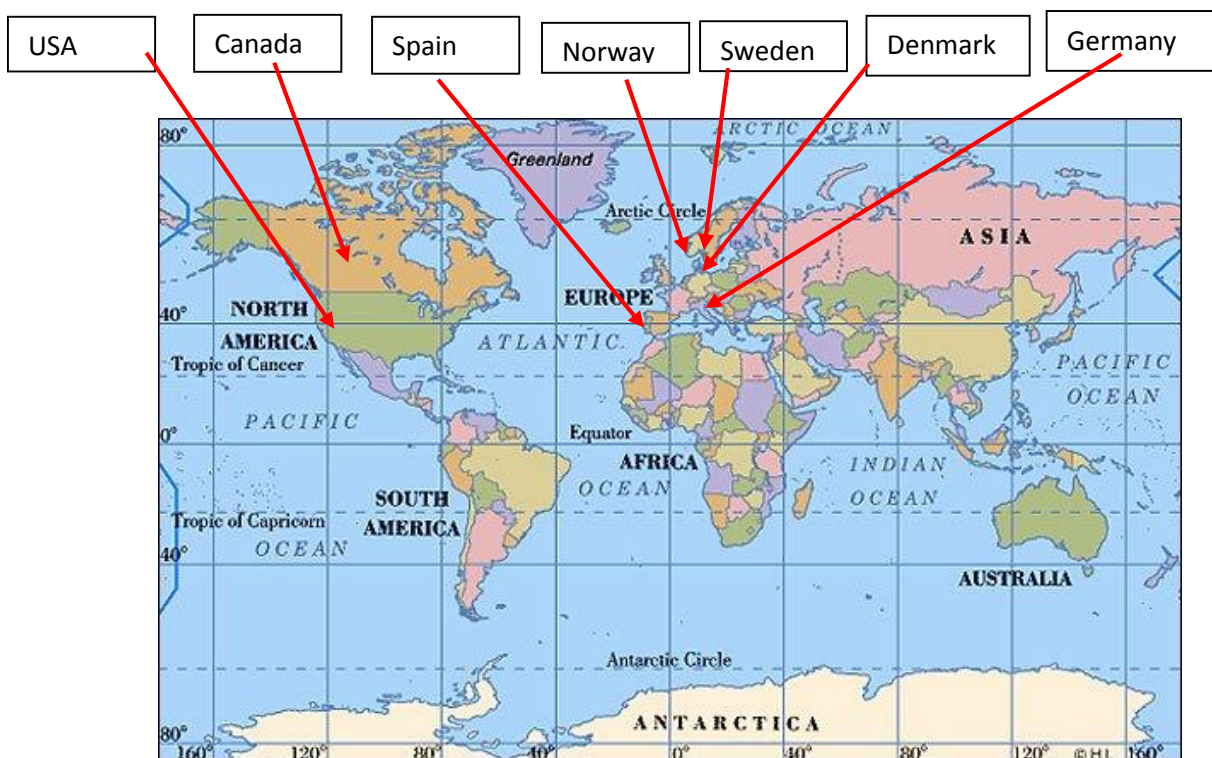 USA
Canada
Spain
Norway
Sweden
Denmark
Germany
80°
ARCTIC OCEAN
Greenland
Arctic Circle
ASIA
NORTH
AMERICA
EUROPE
40°
ATLANTIC
Tropic of Cancer
PACIFIC
OCEAN
PACIFIC
0°
Equator
AFRICA
OCEAN
INDIAN
OCEAN
SOUTH
AMERICA
Tropic of Capricorn
OCEAN
40°
AUSTRALIA
Antarctic Circle
ANTARCTICA
80°
160° 120° 80° 40° 0° 40° 80° 120° © H.I. 160°